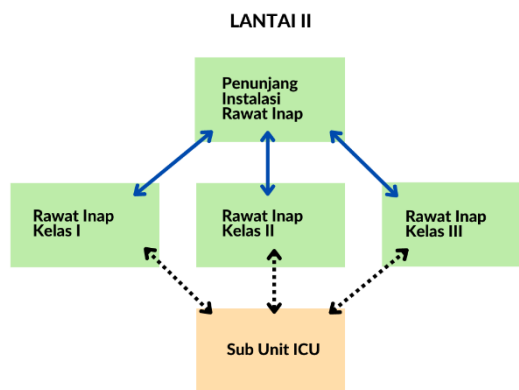 LANTAI II
Penunjang
Instalasi
Rawat Inap
Rawat Inap
Kelas I
Rawat Inap
Kelas II
Rawat Inap
Kelas III
Sub Unit ICU